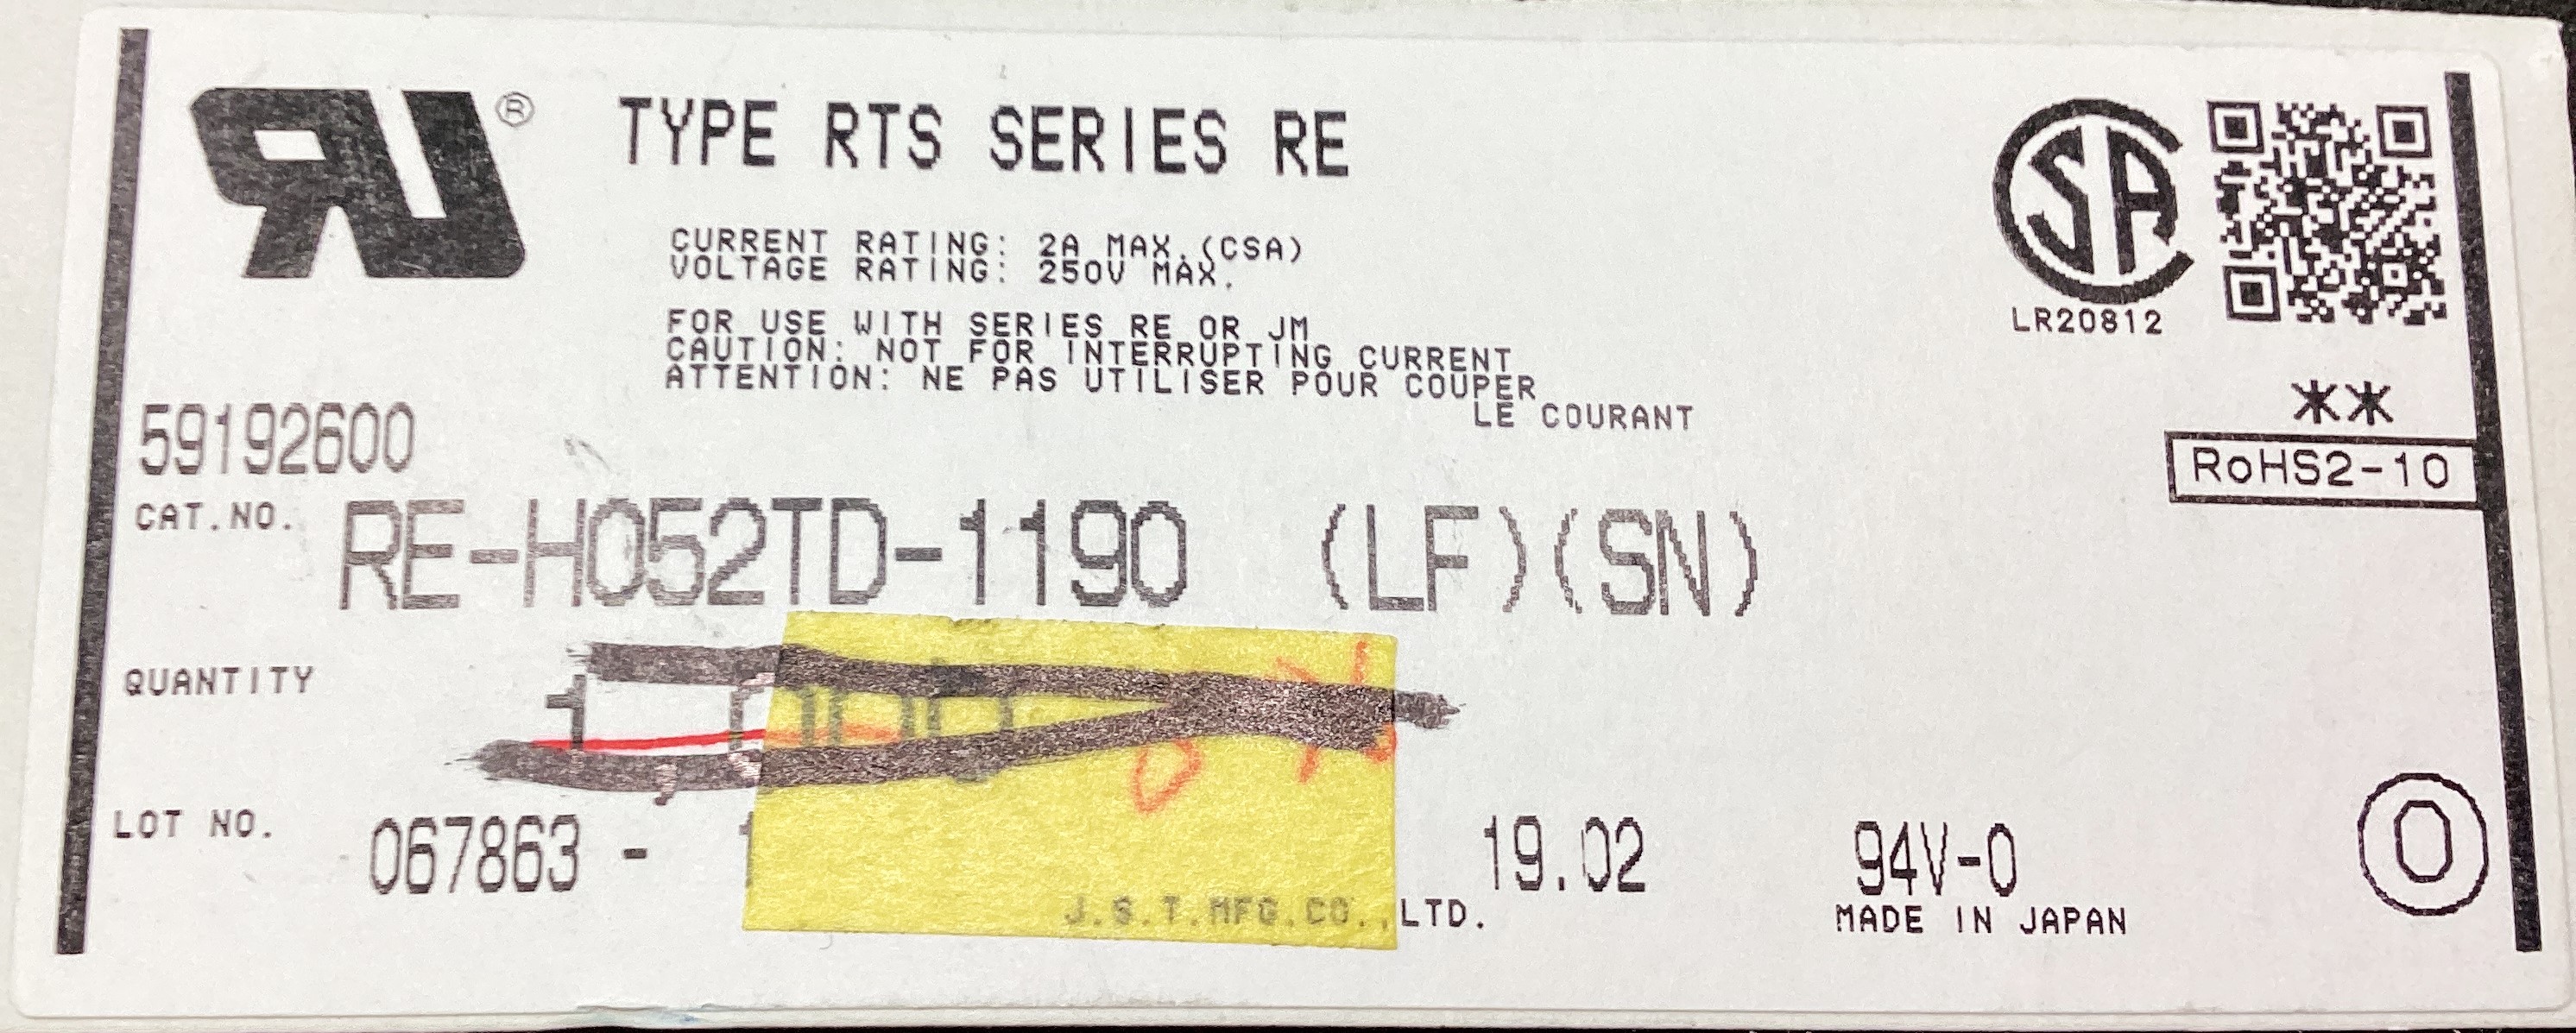 RU®
TYPE RTS SERIES RE
CURRENT RATING: 2A MAX.(CSA)
VOLTAGE RATING: 250V MAX.
FOR USE WITH SERIES RE OR JM
CAUTION: NOT FOR INTERRUPTING CURRENT
ATTENTION: NE PAS UTILISER POUR COUPER
LE COURANT
CSA
LR20812
**
RoHS2-10
59192600
CAT.NO. RE-H052TD-1190 (LF)(SN)
QUANTITY
LOT NO. 067863 -
19.02
94V-0
J.S.T.MFG.CO.,LTD.
MADE IN JAPAN
0